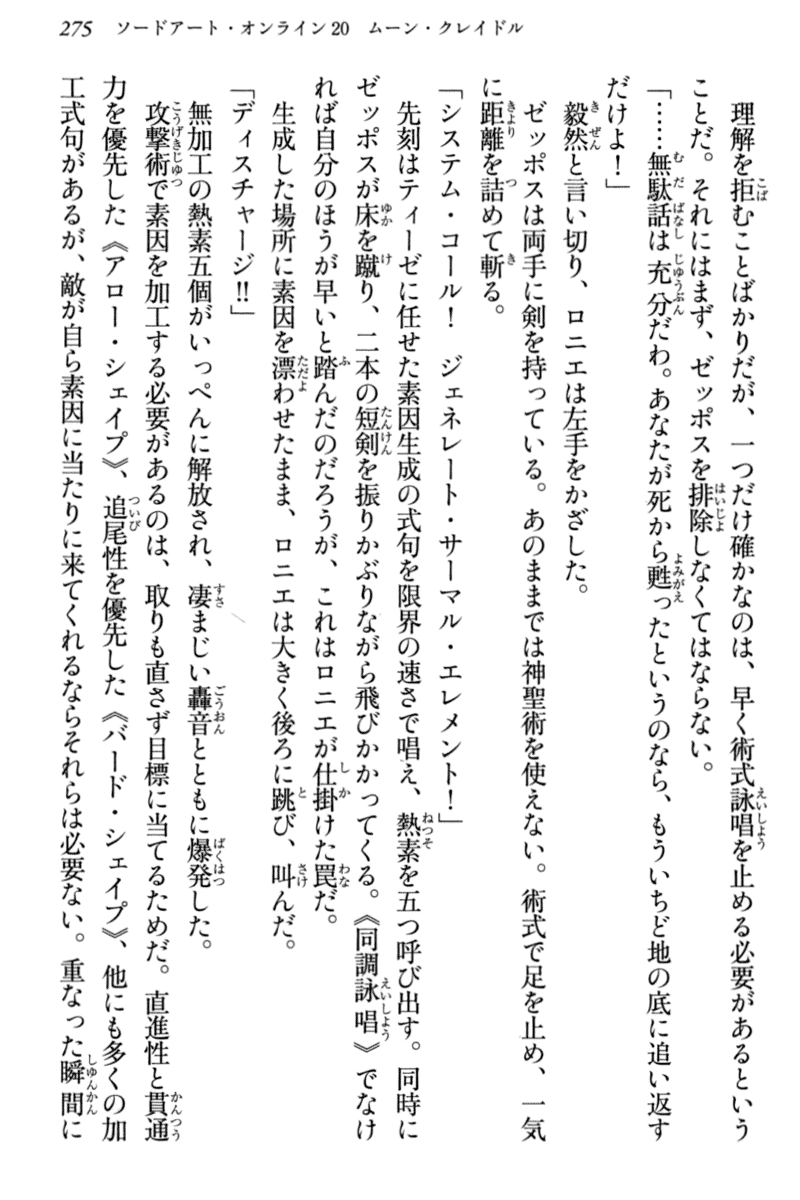 275　ソードアート・オンライン20　ムーン・クレイドル
理解を拒むことばかりだが、一つだけ確かなのは、早く術式詠唱を止める必要があるという
ことだ。それにはまず、ゼッポスを排除しなくてはならない。
「……無駄話は充分だわ。あなたが死から甦ったというのなら、もういちど地の底に追い返す
だけよ！」
毅然と言い切り、ロニエは左手をかざした。
ゼッポスは両手に剣を持っている。あのままでは神聖術を使えない。術式で足を止め、一気
に距離を詰めて斬る。
「システム・コール！　ジェネレート・サーマル・エレメント！」
先刻はティーゼに任せた素因生成の式句を限界の速さで唱え、熱素を五つ呼び出す。同時に
ゼッポスが床を蹴り、二本の短剣を振りかぶりながら飛びかかってくる。《同調詠唱》でなけ
れば自分のほうが早いと踏んだのだろうが、これはロニエが仕掛けた罠だ。
生成した場所に素因を漂わせたまま、ロニエは大きく後ろに跳び、叫んだ。
「ディスチャージ!!」
無加工の熱素五個がいっぺんに解放され、凄まじい轟音とともに爆発した。
攻撃術で素因を加工する必要があるのは、取りも直さず目標に当てるためだ。直進性と貫通
力を優先した《アロー・シェイプ》、追尾性を優先した《バード・シェイプ》、他にも多くの加
工式句があるが、敵が自ら素因に当たりに来てくれるならそれらは必要ない。重なった瞬間に